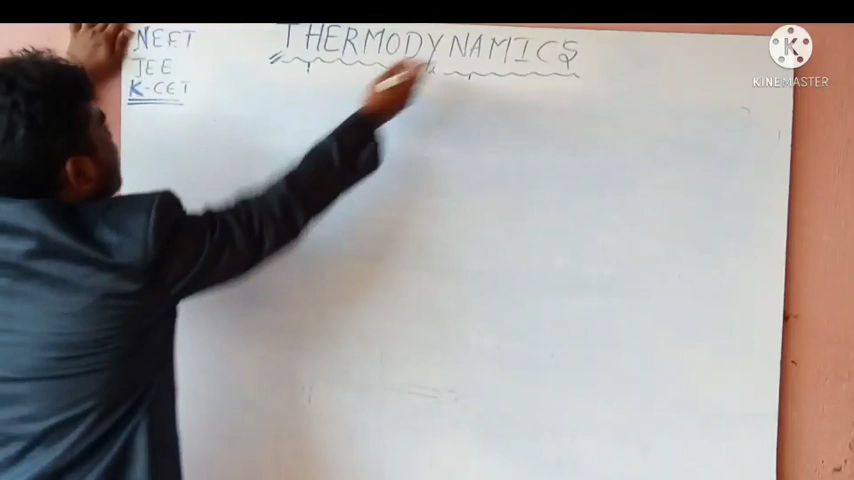 NEET
JEE
K-CET
THERMODYNAMICS
KINEMASTER